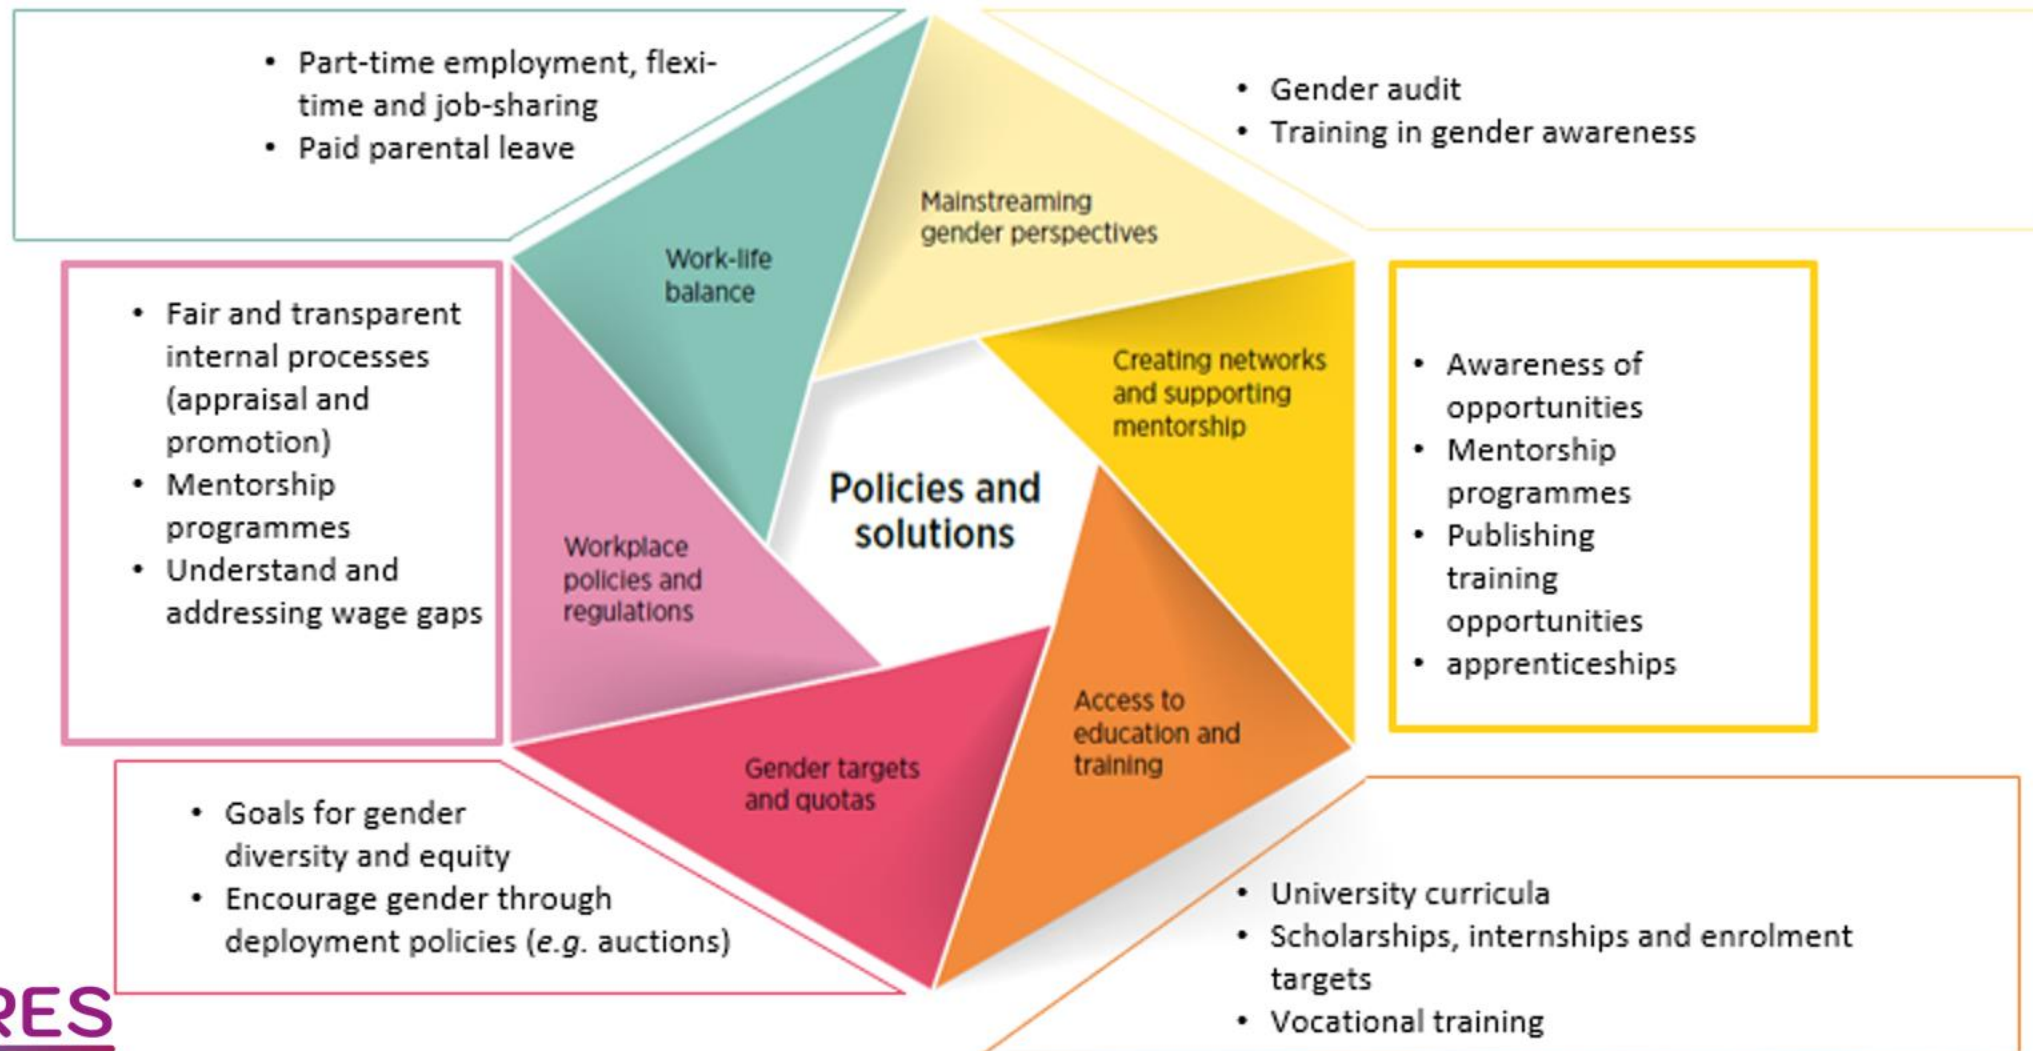 • Part-time employment, flexi-
time and job-sharing
• Paid parental leave
• Gender audit
• Training in gender awareness
Mainstreaming
gender perspectives
Work-life
balance
• Fair and transparent
internal processes
(appraisal and
promotion)
• Mentorship
programmes
• Understand and
addressing wage gaps
Creating networks
and supporting
mentorship
• Awareness of
opportunities
• Mentorship
programmes
• Publishing
training
opportunities
• apprenticeships
Policies and
solutions
Workplace
policies and
regulations
Access to
education and
training
Gender targets
and quotas
• Goals for gender
diversity and equity
• Encourage gender through
deployment policies (e.g. auctions)
• University curricula
• Scholarships, internships and enrolment
targets
• Vocational training
RES